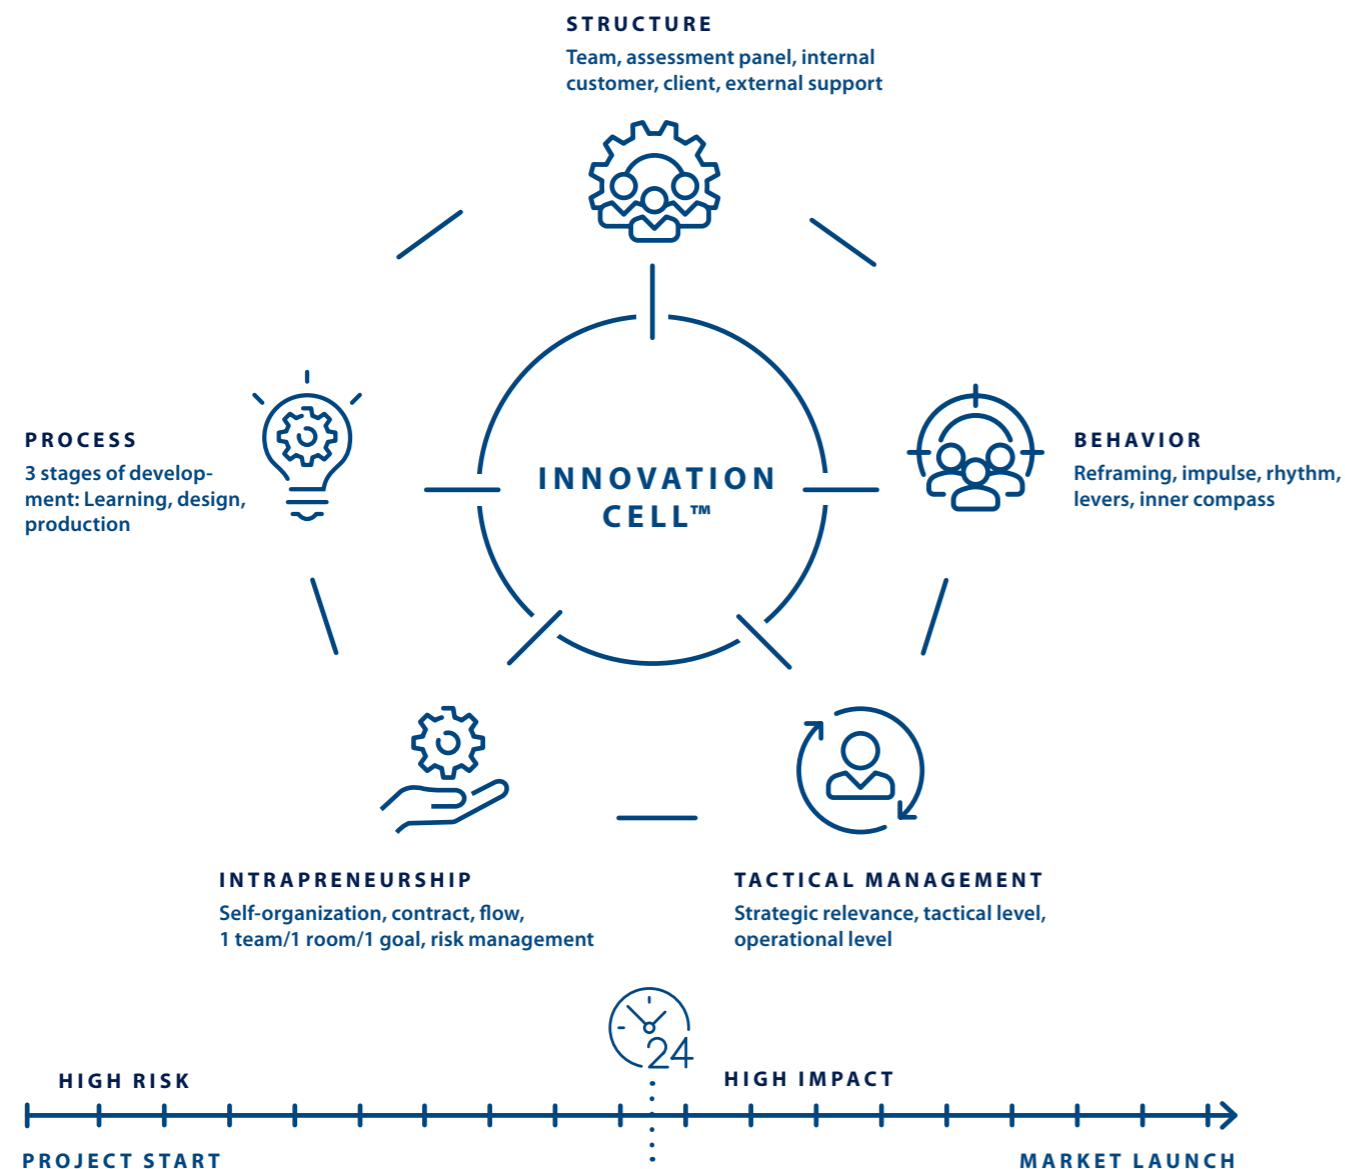 STRUCTURE
Team, assessment panel, internal
customer, client, external support
PROCESS
3 stages of develop-
ment: Learning, design,
production
INNOVATION
CELL™
BEHAVIOR
Reframing, impulse, rhythm,
levers, inner compass
INTRAPRENEURSHIP
Self-organization, contract, flow,
1 team/1 room/1 goal, risk management
TACTICAL MANAGEMENT
Strategic relevance, tactical level,
operational level
24
HIGH RISK
HIGH IMPACT
PROJECT START
MARKET LAUNCH